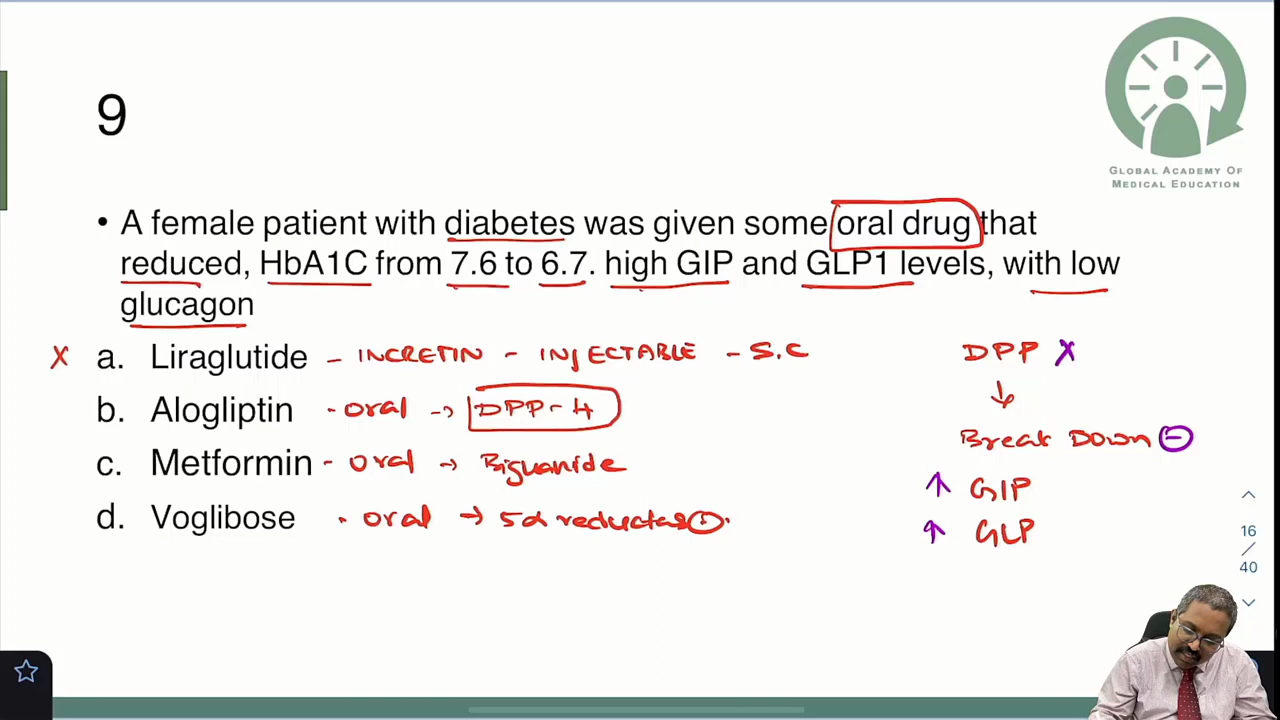 GLOBAL ACADEMY OF
MEDICAL EDUCATION
9
• A female patient with diabetes was given some oral drug that
reduced, HbA1C from 7.6 to 6.7. high GIP and GLP1 levels, with low
glucagon
X a. Liraglutide - INCRETIN - INJECTABLE - S.C
b. Alogliptin - oral → DPP-4
c. Metformin - oral → Biguanide
d. Voglibose - oral → 5α reductas
DPP X
↓
Break Down ⊖
↑ GIP
↑ GLP
16
/
40